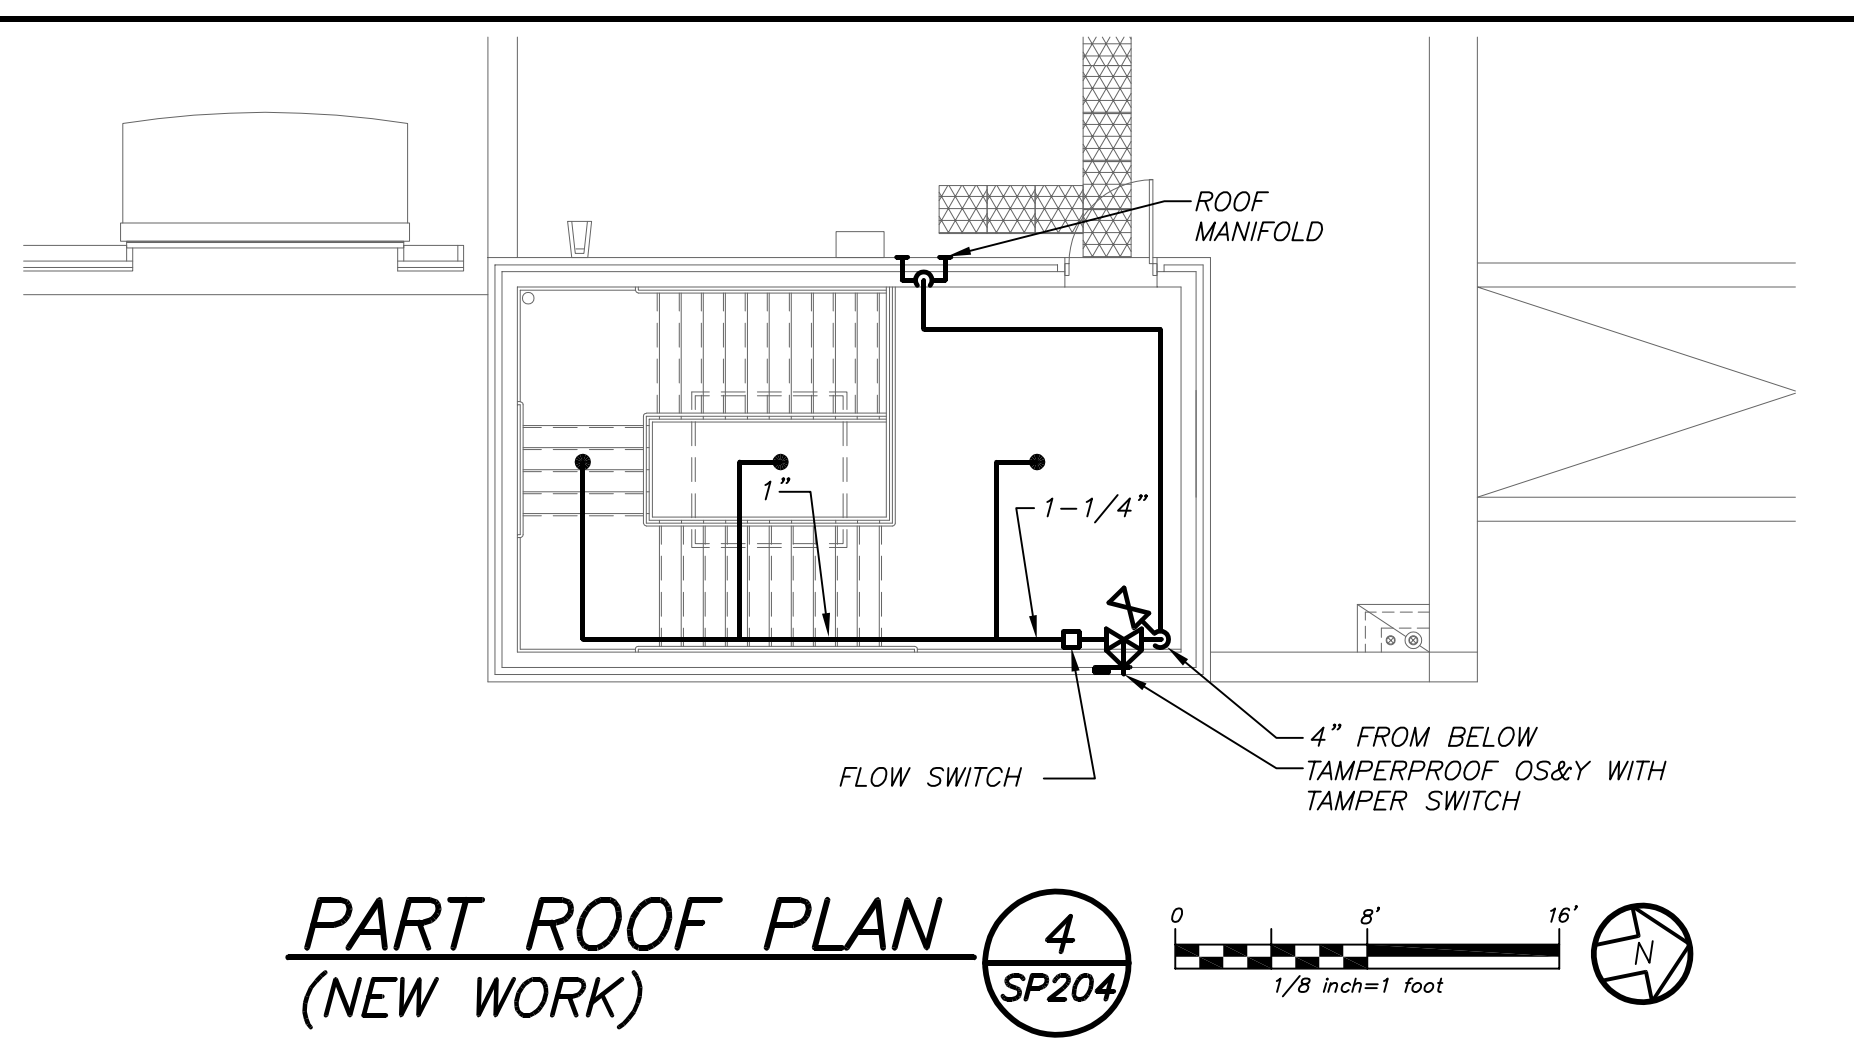 ROOF
MANIFOLD
1"
1-1/4"
4" FROM BELOW
FLOW SWITCH
TAMPERPROOF OS&Y WITH
TAMPER SWITCH
PART ROOF PLAN
(NEW WORK)
4
SP204
0 8' 16'
1/8 inch=1 foot
N